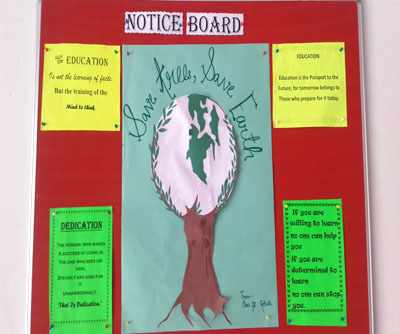 NOTICE BOARD
EDUCATION
Is not the learning of facts,
But the training of the
Mind to think.
EDUCATION
Education is the Passport to the
Future, for tomorrow belongs to
Those who prepare for it today.
Save Trees, Save Earth
DEDICATION
THE PERSON WHO MAKES
A SUCCESS OF LIVING IS
THE ONE WHO SEES HIS
GOAL
STEADILY AND AIMS FOR
IT
UNSWERVINGLY.
That Is Dedication!
If you are
willing to learn
no one can help
you
if you are
determined to
learn
no one can stop
you.
From:-